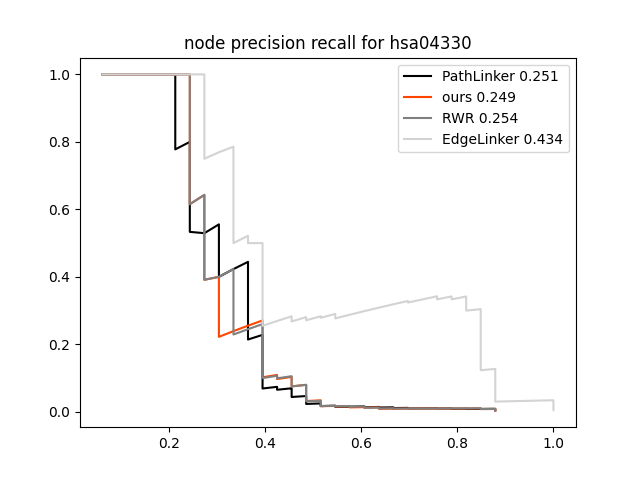 node precision recall for hsa04330
PathLinker 0.251
ours 0.249
RWR 0.254
EdgeLinker 0.434
1.0
0.8
0.6
0.4
0.2
0.0
0.2 0.4 0.6 0.8 1.0